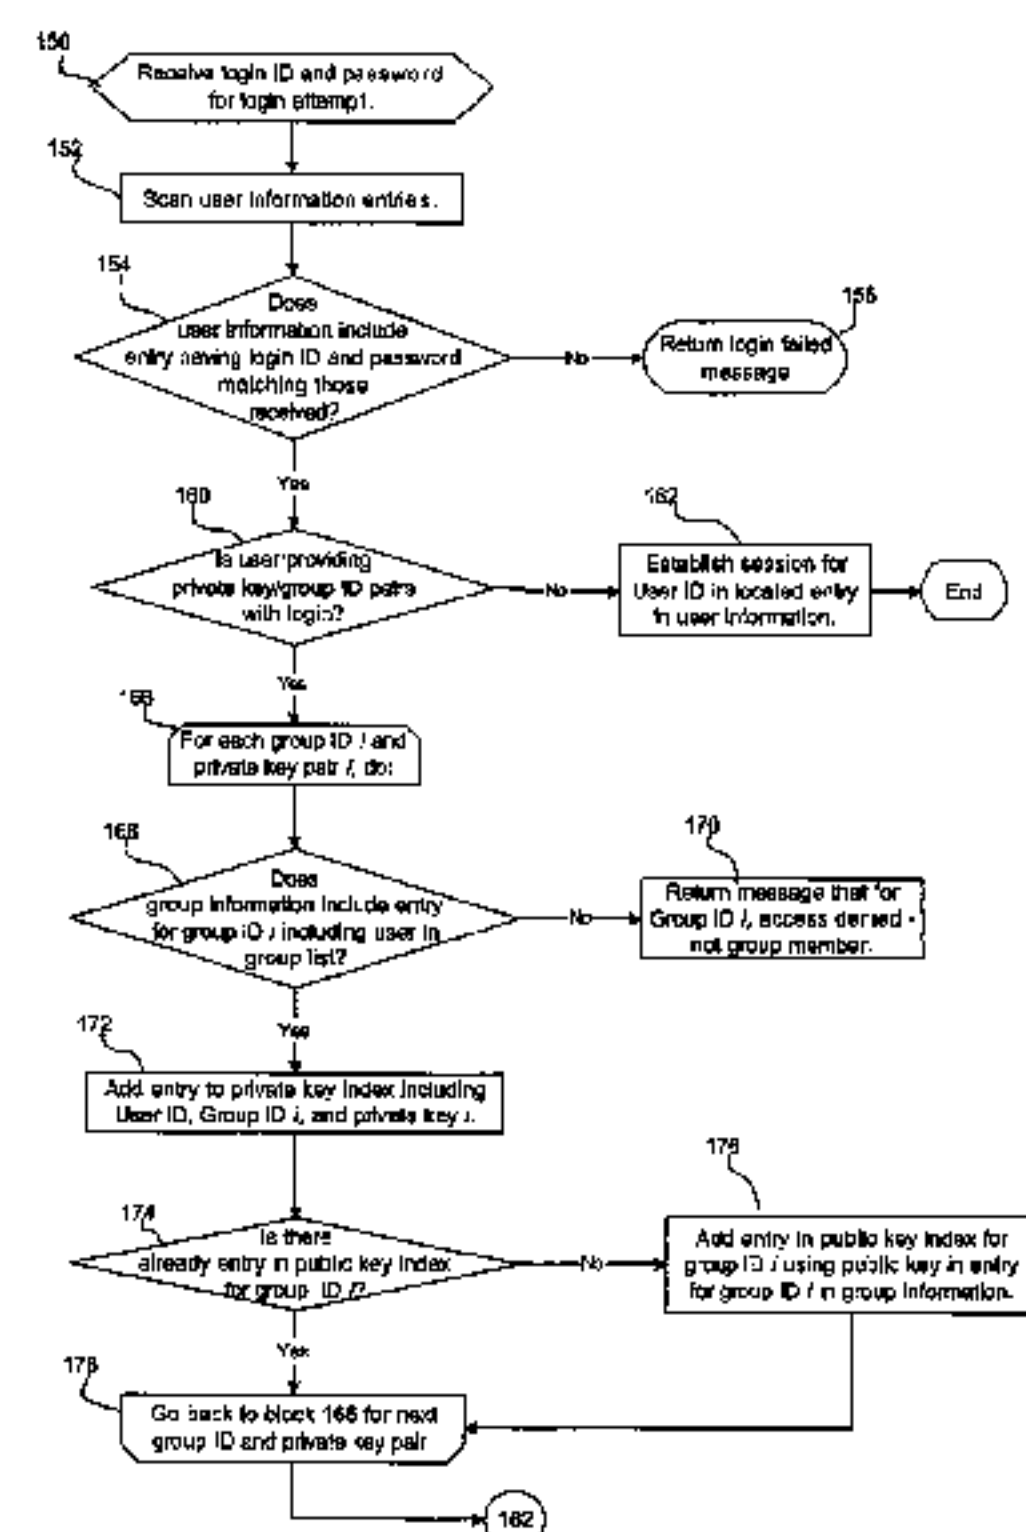 150
Receive login ID and password
for login attempt.
152
Scan user information entries.
154
Does
user information include
entry having login ID and password
matching those
received?
No
156
Return login failed
message
Yes
160
Is user providing
private key/group ID pairs
with login?
No
162
Establish session for
User ID in located entry
in user information.
End
Yes
166
For each group ID i and
private key pair i, do:
168
Does
group information include entry
for group ID i including user in
group list?
No
170
Return message that for
Group ID i, access denied -
not group member.
Yes
172
Add entry to private key index including
User ID, Group ID i, and private key i.
174
Is there
already entry in public key index
for group ID i?
No
176
Add entry in public key index for
group ID i using public key in entry
for group ID i in group information.
Yes
178
Go back to block 166 for next
group ID and private key pair
162